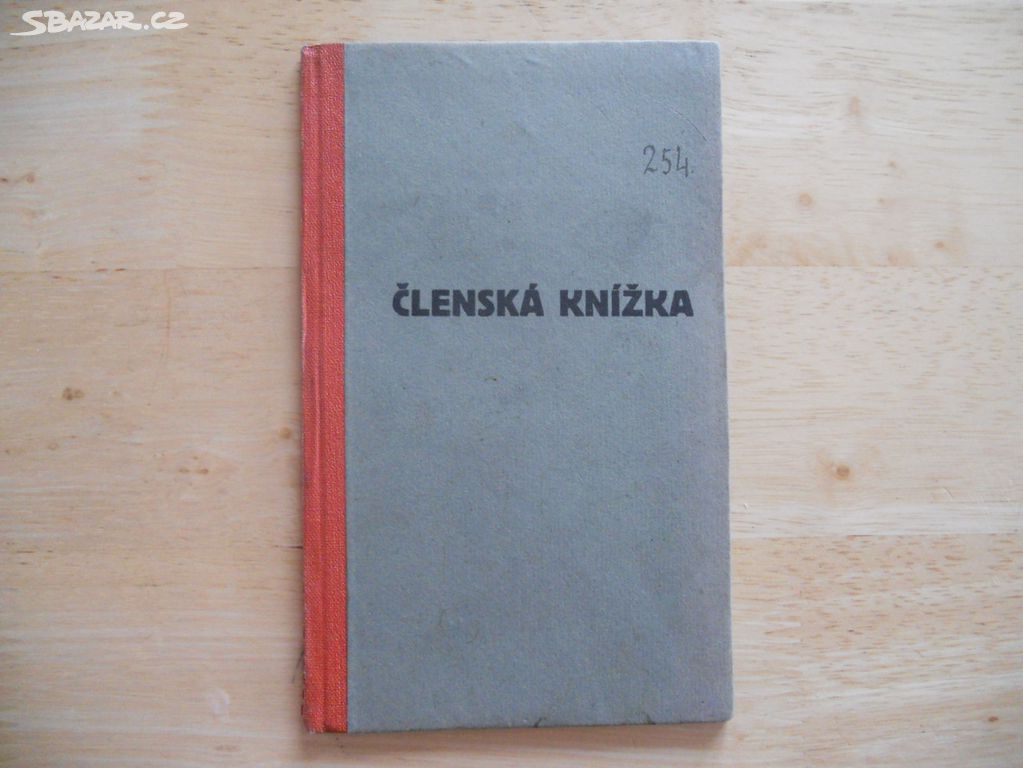 SBAZAR.CZ
254.
ČLENSKÁ KNÍŽKA